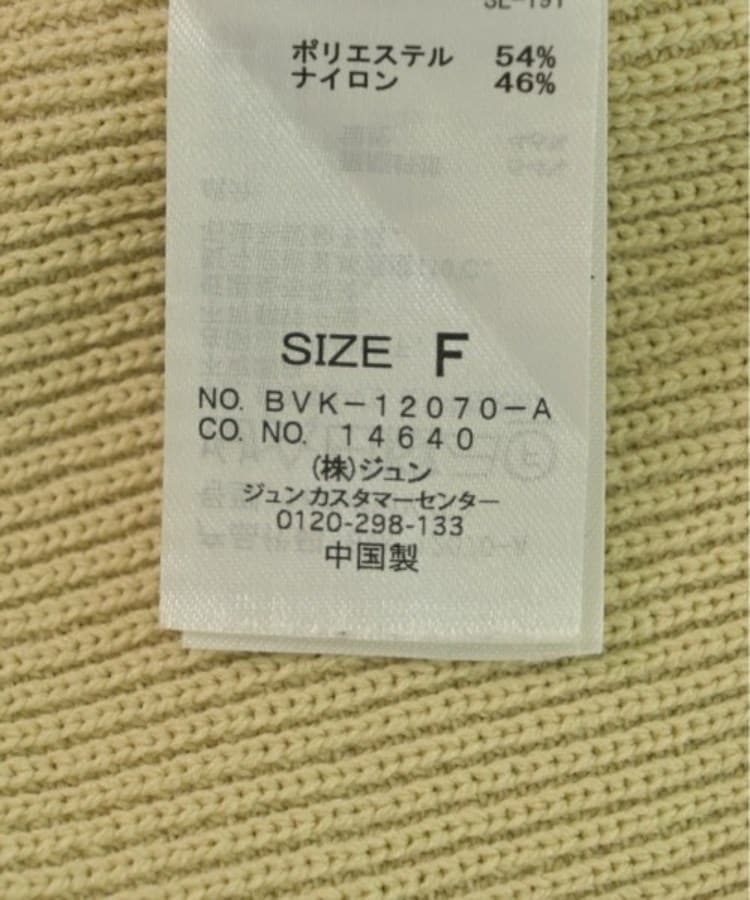 ポリエステル 54%
ナイロン 46%
SIZE F
NO. BVK-12070-A
CO. NO. 14640
(株)ジュン
ジュンカスタマーセンター
0120-298-133
中国製